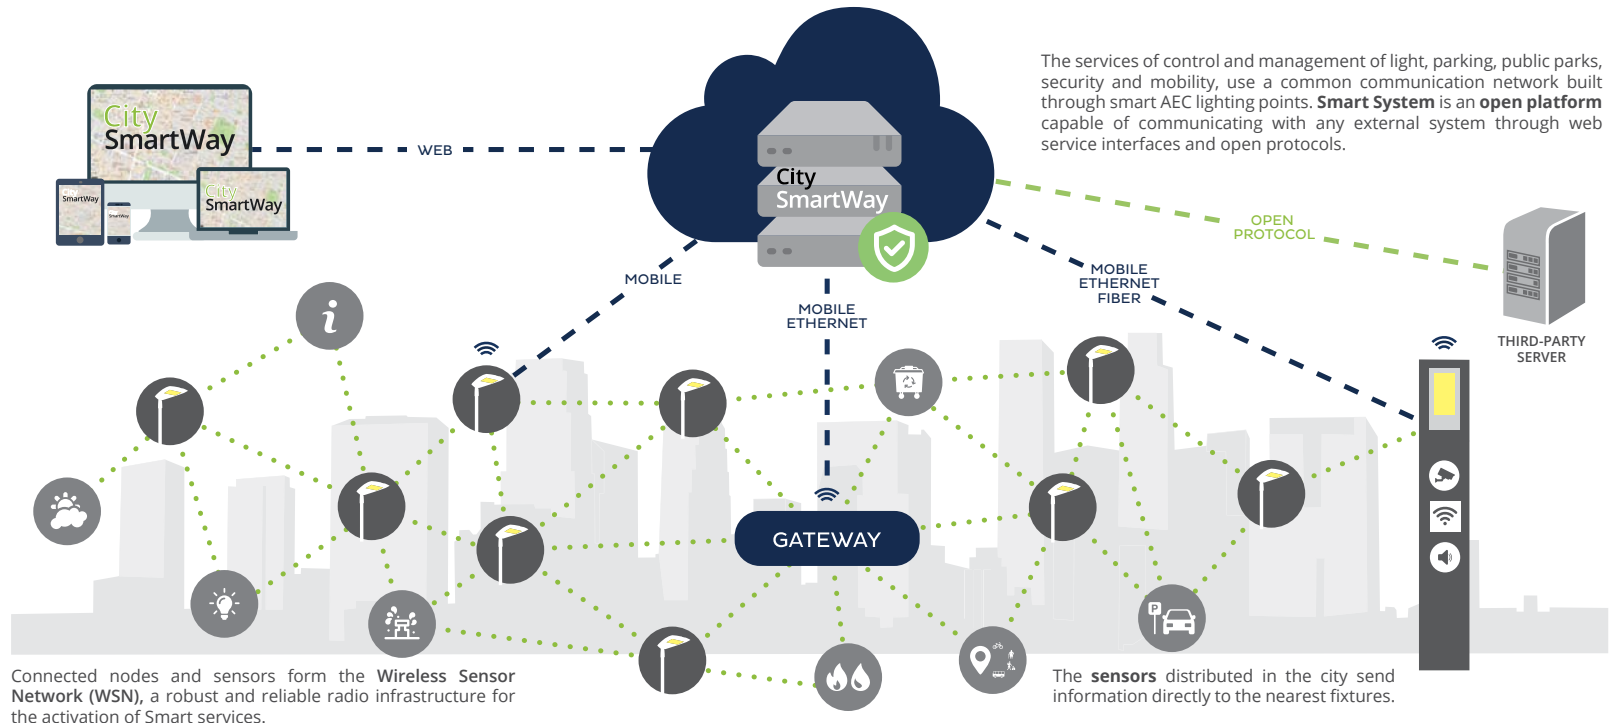 The services of control and management of light, parking, public parks,
security and mobility, use a common communication network built
through smart AEC lighting points. Smart System is an open platform
capable of communicating with any external system through web
service interfaces and open protocols.
City
SmartWay
City
SmartWay
City
SmartWay
SmartWay
WEB
City
SmartWay
OPEN
PROTOCOL
MOBILE
MOBILE
ETHERNET
MOBILE
ETHERNET
FIBER
THIRD-PARTY
SERVER
i
GATEWAY
P
Connected nodes and sensors form the Wireless Sensor
Network (WSN), a robust and reliable radio infrastructure for
the activation of Smart services.
The sensors distributed in the city send
information directly to the nearest fixtures.